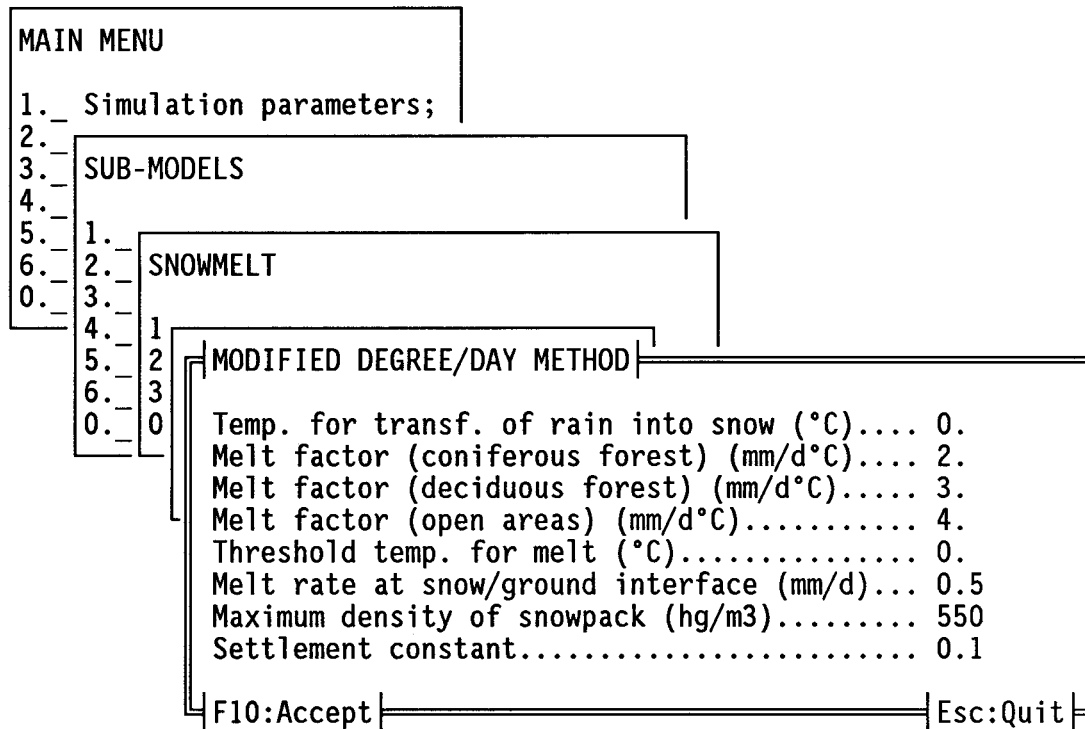 MAIN MENU
1._ Simulation parameters;
2._
3._ SUB-MODELS
4._
5._ 1._
6._ 2._ SNOWMELT
0._ 3._
4._ 1
5._ 2 MODIFIED DEGREE/DAY METHOD
6._ 3
0._ 0 Temp. for transf. of rain into snow (°C).... 0.
Melt factor (coniferous forest) (mm/d°C).... 2.
Melt factor (deciduous forest) (mm/d°C)..... 3.
Melt factor (open areas) (mm/d°C)........... 4.
Threshold temp. for melt (°C)............... 0.
Melt rate at snow/ground interface (mm/d)... 0.5
Maximum density of snowpack (hg/m3)......... 550
Settlement constant......................... 0.1
F10:Accept Esc:Quit